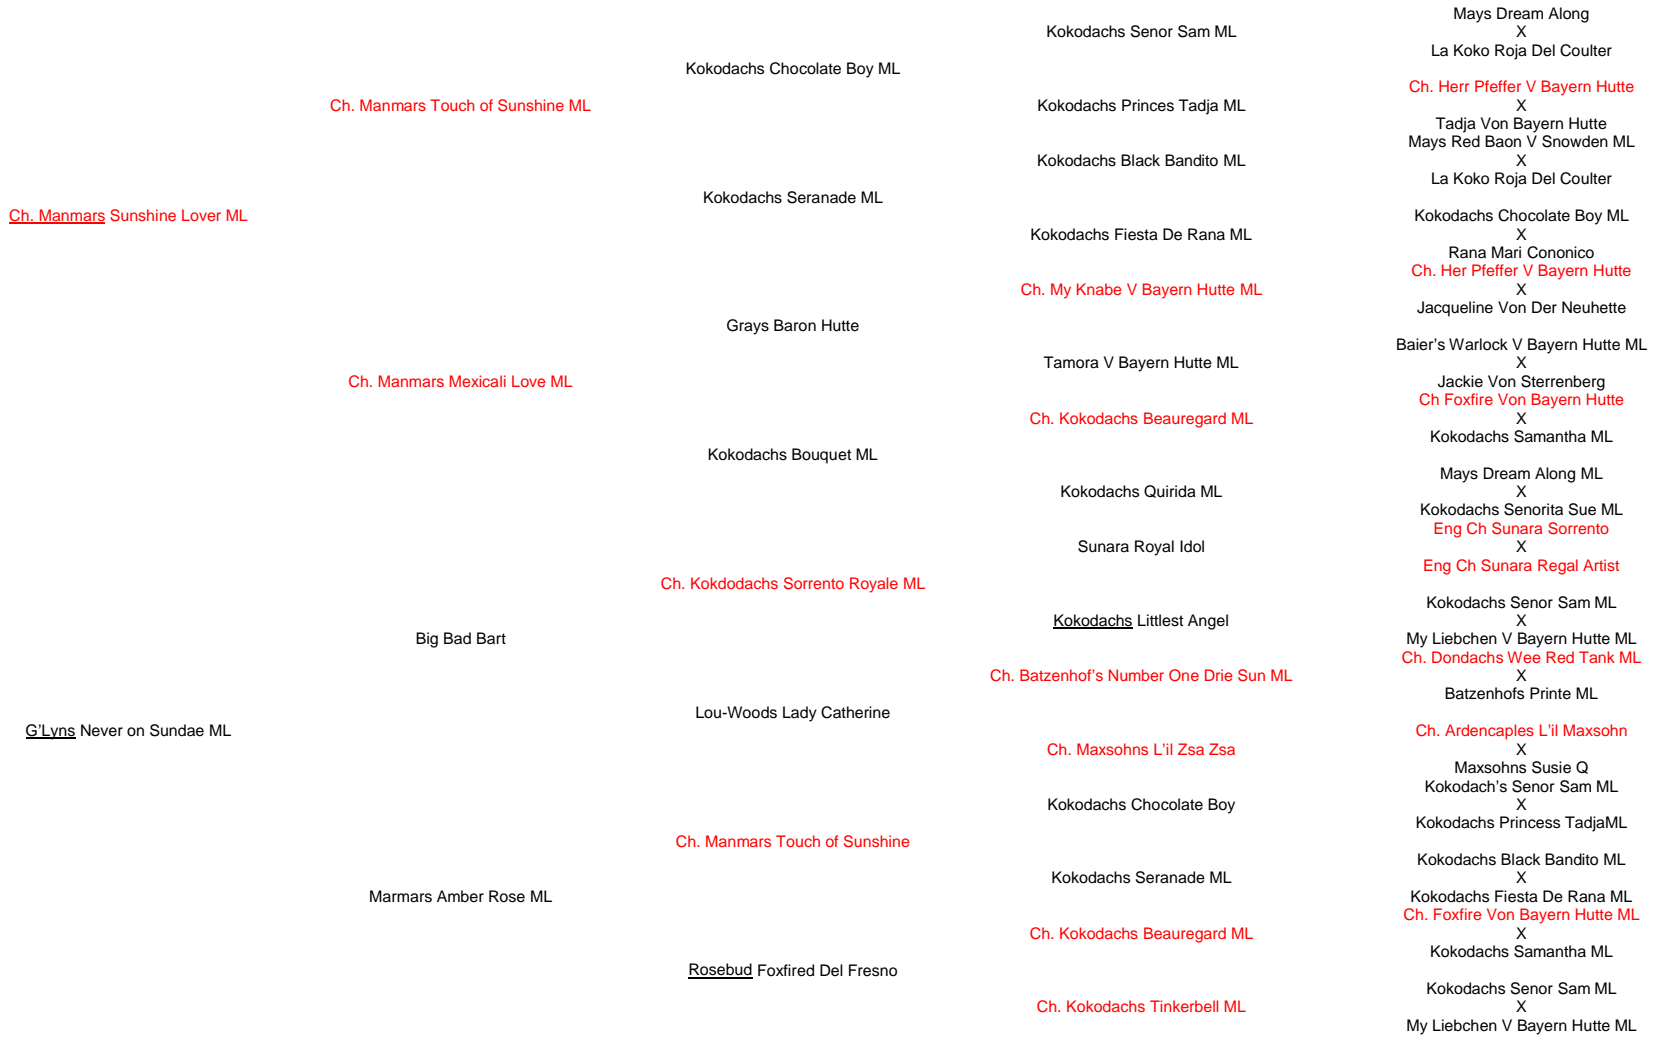 Mays Dream Along
Kokodachs Senor Sam ML
X
La Koko Roja Del Coulter
Kokodachs Chocolate Boy ML
Ch. Herr Pfeffer V Bayern Hutte
Ch. Manmars Touch of Sunshine ML
Kokodachs Princes Tadja ML
X
Tadja Von Bayern Hutte
Mays Red Baon V Snowden ML
Kokodachs Black Bandito ML
X
La Koko Roja Del Coulter
Kokodachs Seranade ML
Ch. Manmars Sunshine Lover ML
Kokodachs Chocolate Boy ML
Kokodachs Fiesta De Rana ML
X
Rana Mari Cononico
Ch. Her Pfeffer V Bayern Hutte
Ch. My Knabe V Bayern Hutte ML
X
Jacqueline Von Der Neuhette
Grays Baron Hutte
Baier's Warlock V Bayern Hutte ML
Tamora V Bayern Hutte ML
X
Ch. Manmars Mexicali Love ML
Jackie Von Sterrenberg
Ch Foxfire Von Bayern Hutte
Ch. Kokodachs Beauregard ML
X
Kokodachs Samantha ML
Kokodachs Bouquet ML
Mays Dream Along ML
Kokodachs Quirida ML
X
Kokodachs Senorita Sue ML
Eng Ch Sunara Sorrento
Sunara Royal Idol
X
Eng Ch Sunara Regal Artist
Ch. Kokdodachs Sorrento Royale ML
Kokodachs Senor Sam ML
Kokodachs Littlest Angel
X
Big Bad Bart
My Liebchen V Bayern Hutte ML
Ch. Dondachs Wee Red Tank ML
Ch. Batzenhof's Number One Drie Sun ML
X
Batzenhofs Printe ML
Lou-Woods Lady Catherine
G'Lyns Never on Sundae ML
Ch. Ardencaples L'il Maxsohn
Ch. Maxsohns L'il Zsa Zsa
X
Maxsohns Susie Q
Kokodach's Senor Sam ML
Kokodachs Chocolate Boy
X
Kokodachs Princess TadjaML
Ch. Manmars Touch of Sunshine
Kokodachs Black Bandito ML
Kokodachs Seranade ML
X
Marmars Amber Rose ML
Kokodachs Fiesta De Rana ML
Ch. Foxfire Von Bayern Hutte ML
Ch. Kokodachs Beauregard ML
X
Kokodachs Samantha ML
Rosebud Foxfired Del Fresno
Kokodachs Senor Sam ML
Ch. Kokodachs Tinkerbell ML
X
My Liebchen V Bayern Hutte ML